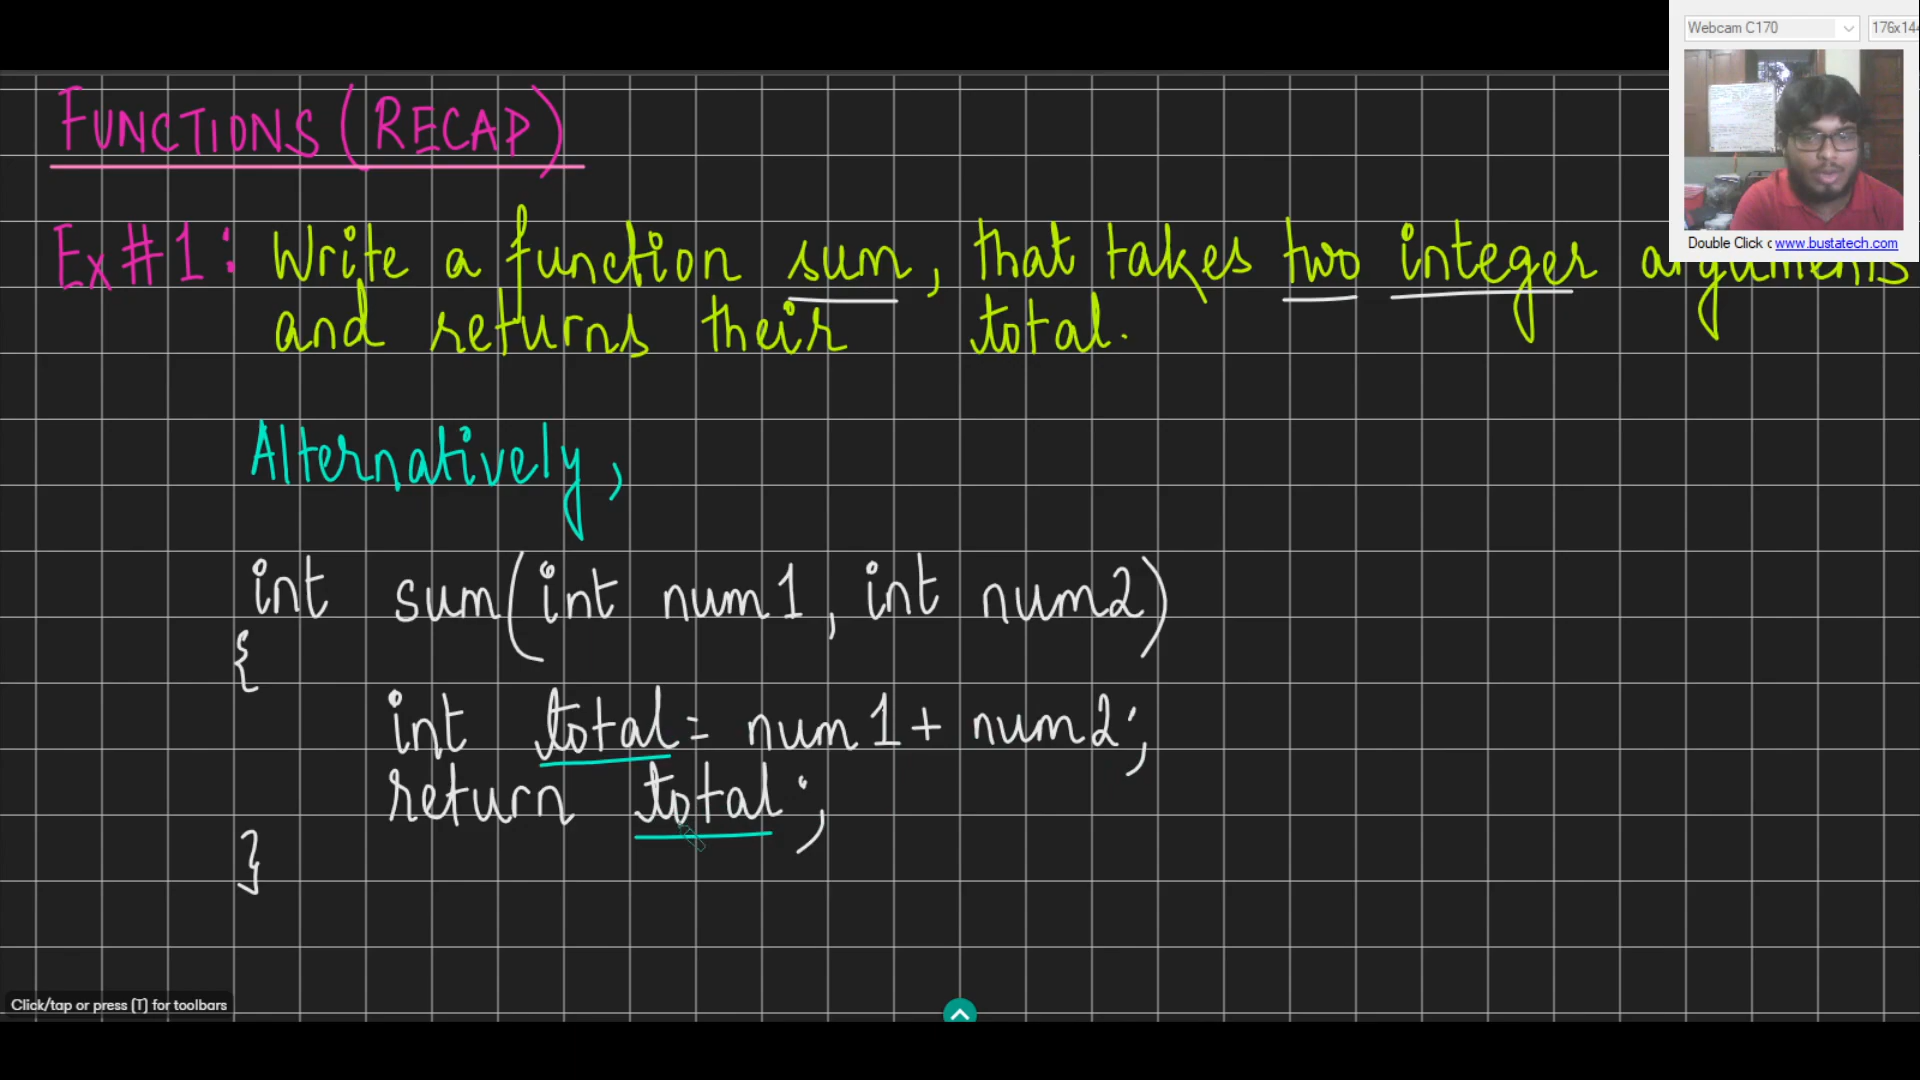 Webcam C170
176x144
FUNCTIONS (RECAP)
Double Click www.bustatech.com
Ex#1: Write a function sum, that takes two integer arguments
and returns their total.
Alternatively,
int sum(int num1, int num2)
{
int total = num1 + num2;
return total;
}
Click/tap or press (T) for toolbars